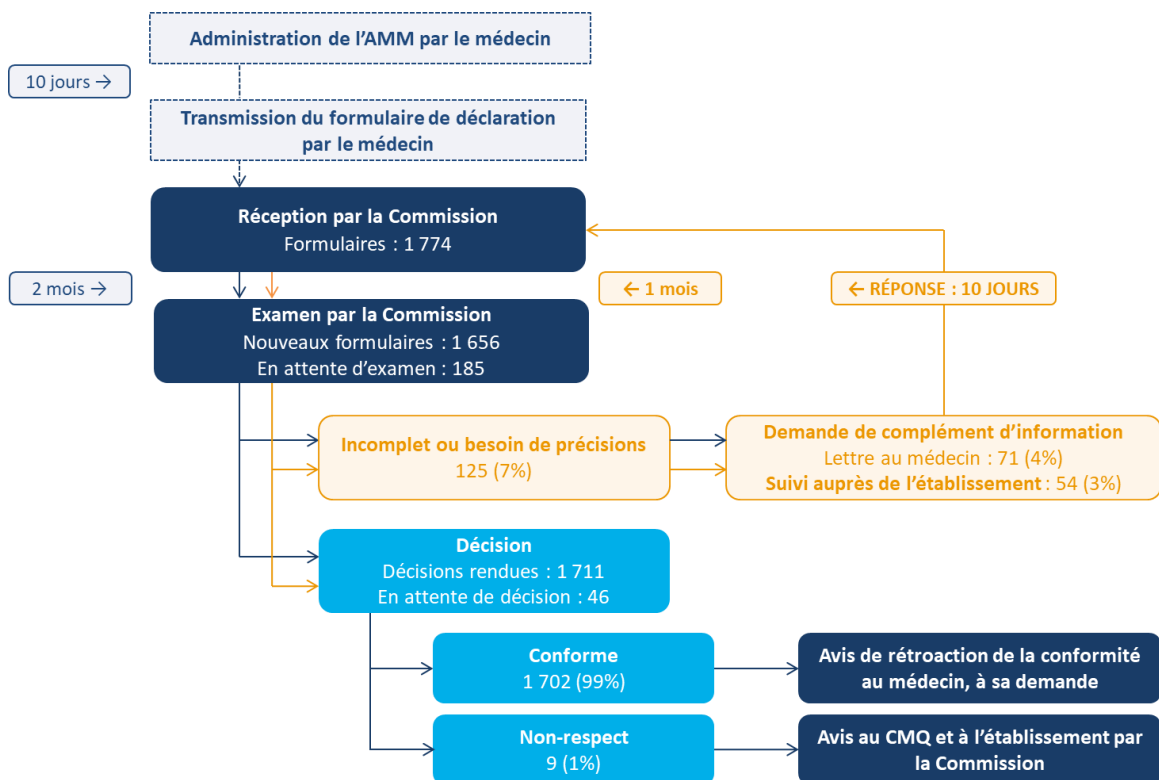 Administration de l’AMM par le médecin
10 jours →
Transmission du formulaire de déclaration
par le médecin
Réception par la Commission
Formulaires : 1 774
2 mois →
← 1 mois
← RÉPONSE : 10 JOURS
Examen par la Commission
Nouveaux formulaires : 1 656
En attente d’examen : 185
Incomplet ou besoin de précisions
125 (7%)
Demande de complément d’information
Lettre au médecin : 71 (4%)
Suivi auprès de l’établissement : 54 (3%)
Décision
Décisions rendues : 1 711
En attente de décision : 46
Conforme
1 702 (99%)
Avis de rétroaction de la conformité
au médecin, à sa demande
Non-respect
9 (1%)
Avis au CMQ et à l’établissement par
la Commission